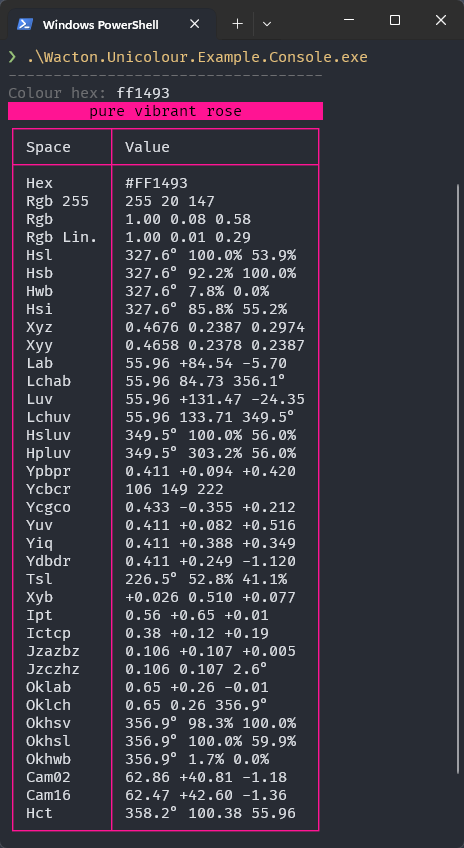 Windows PowerShell
❯ .\Wacton.Unicolour.Example.Console.exe
-----------------------------------
Colour hex: ff1493
pure vibrant rose
Space Value
Hex #FF1493
Rgb 255 255 20 147
Rgb 1.00 0.08 0.58
Rgb Lin. 1.00 0.01 0.29
Hsl 327.6° 100.0% 53.9%
Hsb 327.6° 92.2% 100.0%
Hwb 327.6° 7.8% 0.0%
Hsi 327.6° 85.8% 55.2%
Xyz 0.4676 0.2387 0.2974
Xyy 0.4658 0.2378 0.2387
Lab 55.96 +84.54 -5.70
Lchab 55.96 84.73 356.1°
Luv 55.96 +131.47 -24.35
Lchuv 55.96 133.71 349.5°
Hsluv 349.5° 100.0% 56.0%
Hpluv 349.5° 303.2% 56.0%
Ypbpr 0.411 +0.094 +0.420
Ycbcr 106 149 222
Ycgco 0.433 -0.355 +0.212
Yuv 0.411 +0.082 +0.516
Yiq 0.411 +0.388 +0.349
Ydbdr 0.411 +0.249 -1.120
Tsl 226.5° 52.8% 41.1%
Xyb +0.026 0.510 +0.077
Ipt 0.56 +0.65 +0.01
Ictcp 0.38 +0.12 +0.19
Jzazbz 0.106 +0.107 +0.005
Jzczhz 0.106 0.107 2.6°
Oklab 0.65 +0.26 -0.01
Oklch 0.65 0.26 356.9°
Okhsv 356.9° 98.3% 100.0%
Okhsl 356.9° 100.0% 59.9%
Okhwb 356.9° 1.7% 0.0%
Cam02 62.86 +40.81 -1.18
Cam16 62.47 +42.60 -1.36
Hct 358.2° 100.38 55.96